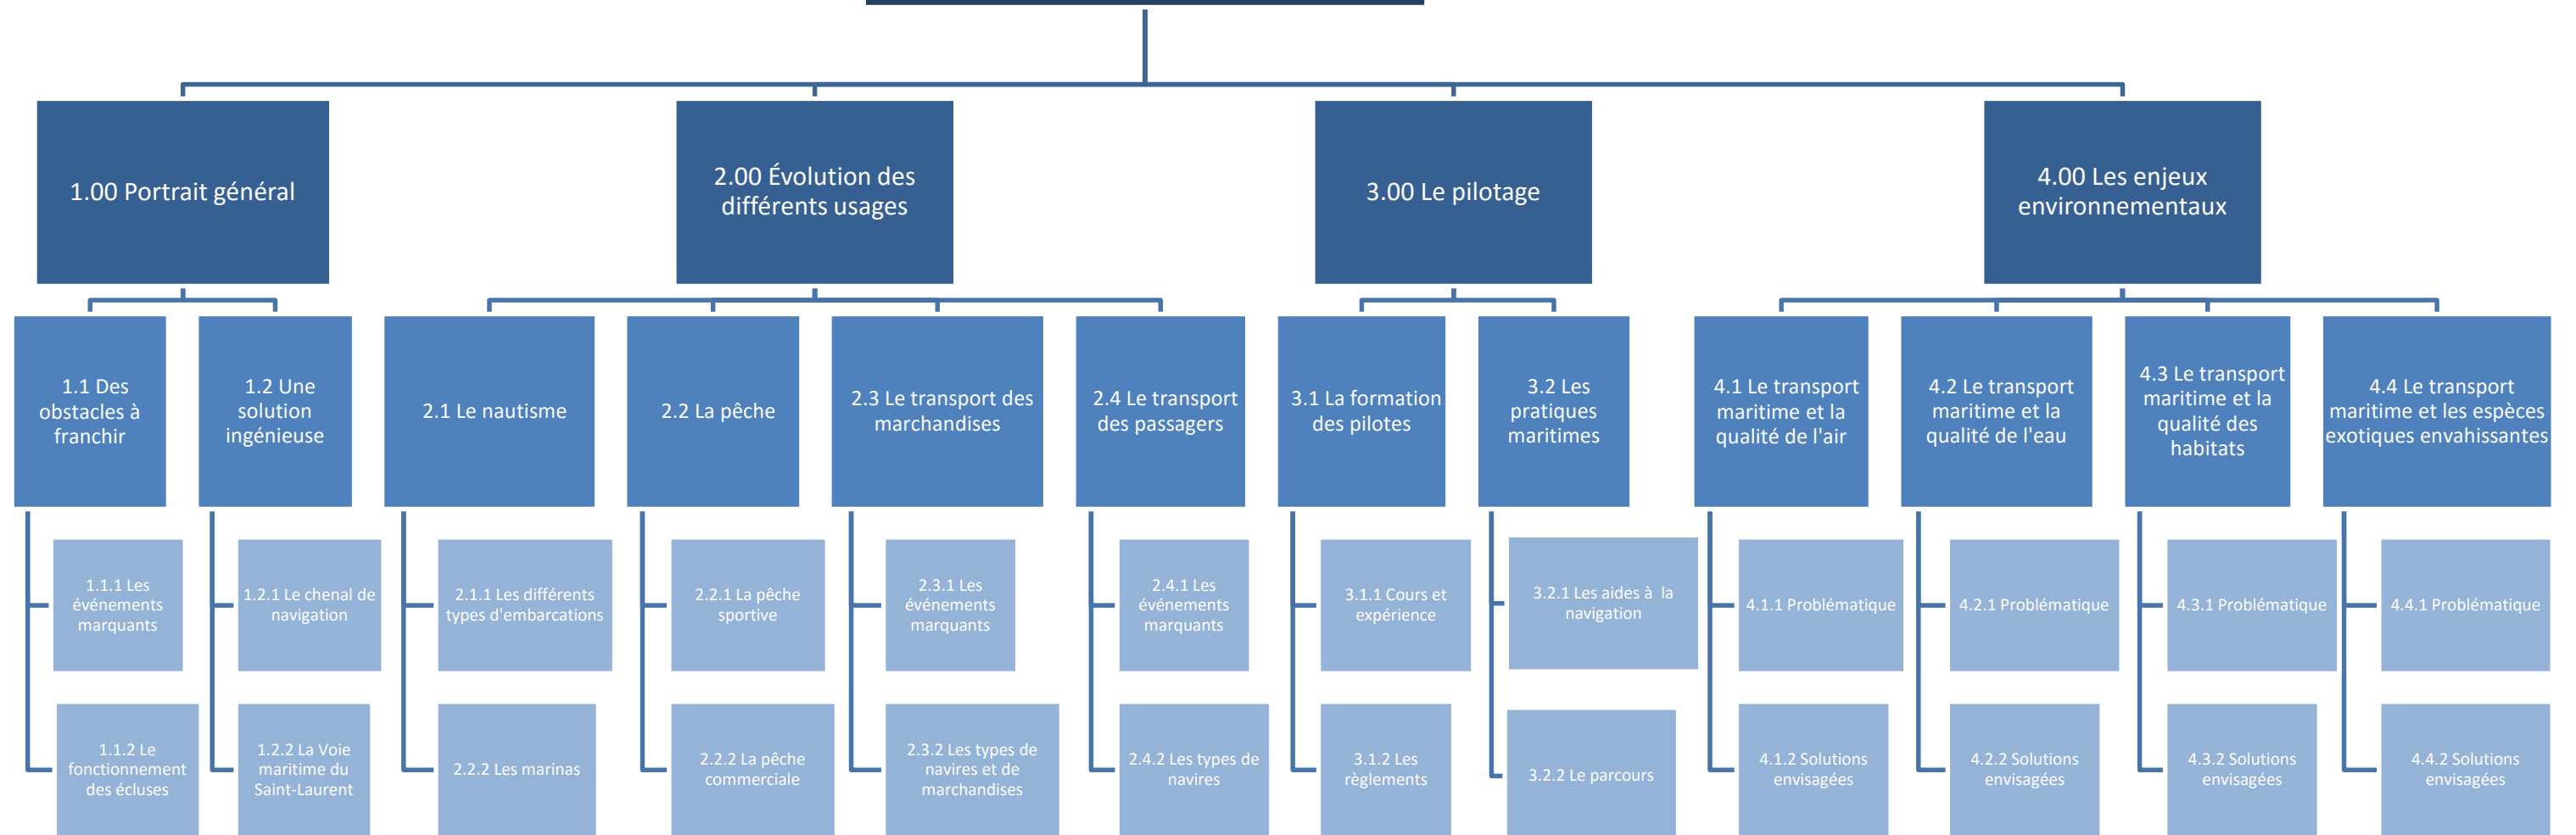 1.00 Portrait général
2.00 Évolution des
différents usages
3.00 Le pilotage
4.00 Les enjeux
environnementaux
1.1 Des
obstacles à
franchir
1.2 Une
solution
ingénieuse
2.1 Le nautisme
2.2 La pêche
2.3 Le transport des
marchandises
2.4 Le transport
des passagers
3.1 La formation
des pilotes
3.2 Les
pratiques
maritimes
4.1 Le transport
maritime et la
qualité de l'air
4.2 Le transport
maritime et la
qualité de l'eau
4.3 Le transport
maritime et la
qualité des
habitats
4.4 Le transport
maritime et les espèces
exotiques envahissantes
1.1.1 Les
événements
marquants
1.2.1 Le chenal de
navigation
2.1.1 Les différents
types d'embarcations
2.2.1 La pêche
sportive
2.3.1 Les
événements
marquants
2.4.1 Les
événements
marquants
3.1.1 Cours et
expérience
3.2.1 Les aides à  la
navigation
4.1.1 Problématique
4.2.1 Problématique
4.3.1 Problématique
4.4.1 Problématique
1.1.2 Le
fonctionnement
des écluses
1.2.2 La Voie
maritime du
Saint-Laurent
2.2.2 Les marinas
2.2.2 La pêche
commerciale
2.3.2 Les types de
navires et de
marchandises
2.4.2 Les types de
navires
3.1.2 Les
règlements
3.2.2 Le parcours
4.1.2 Solutions
envisagées
4.2.2 Solutions
envisagées
4.3.2 Solutions
envisagées
4.4.2 Solutions
envisagées